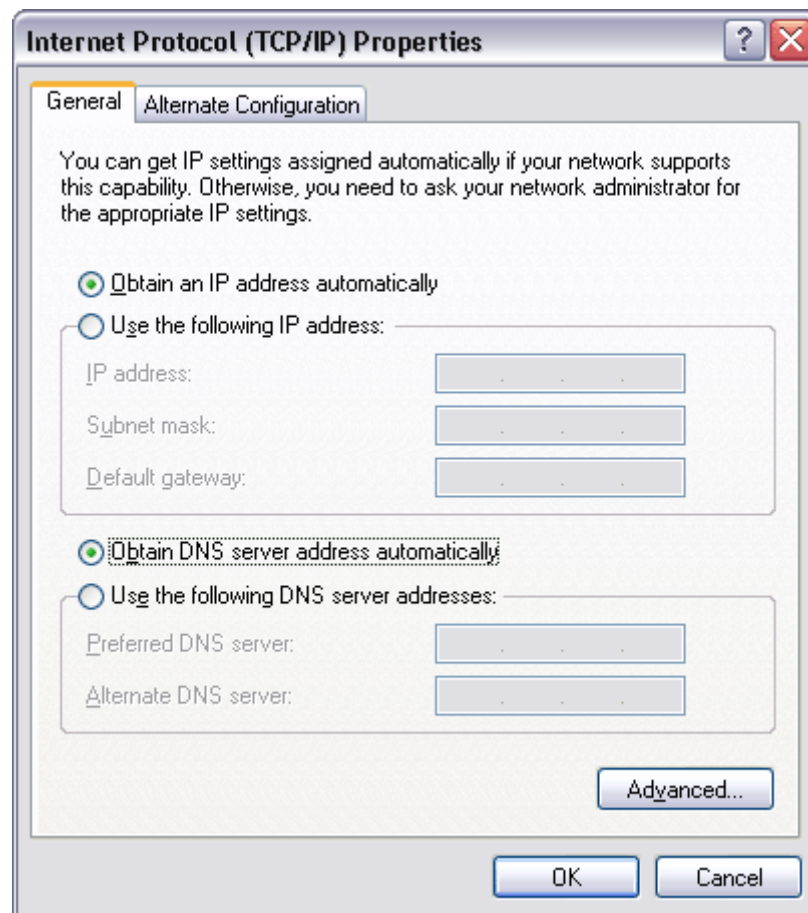 Internet Protocol (TCP/IP) Properties
General
Alternate Configuration
You can get IP settings assigned automatically if your network supports
this capability. Otherwise, you need to ask your network administrator for
the appropriate IP settings.
Obtain an IP address automatically
Use the following IP address:
IP address:
Subnet mask:
Default gateway:
Obtain DNS server address automatically
Use the following DNS server addresses:
Preferred DNS server:
Alternate DNS server:
Advanced...
OK
Cancel